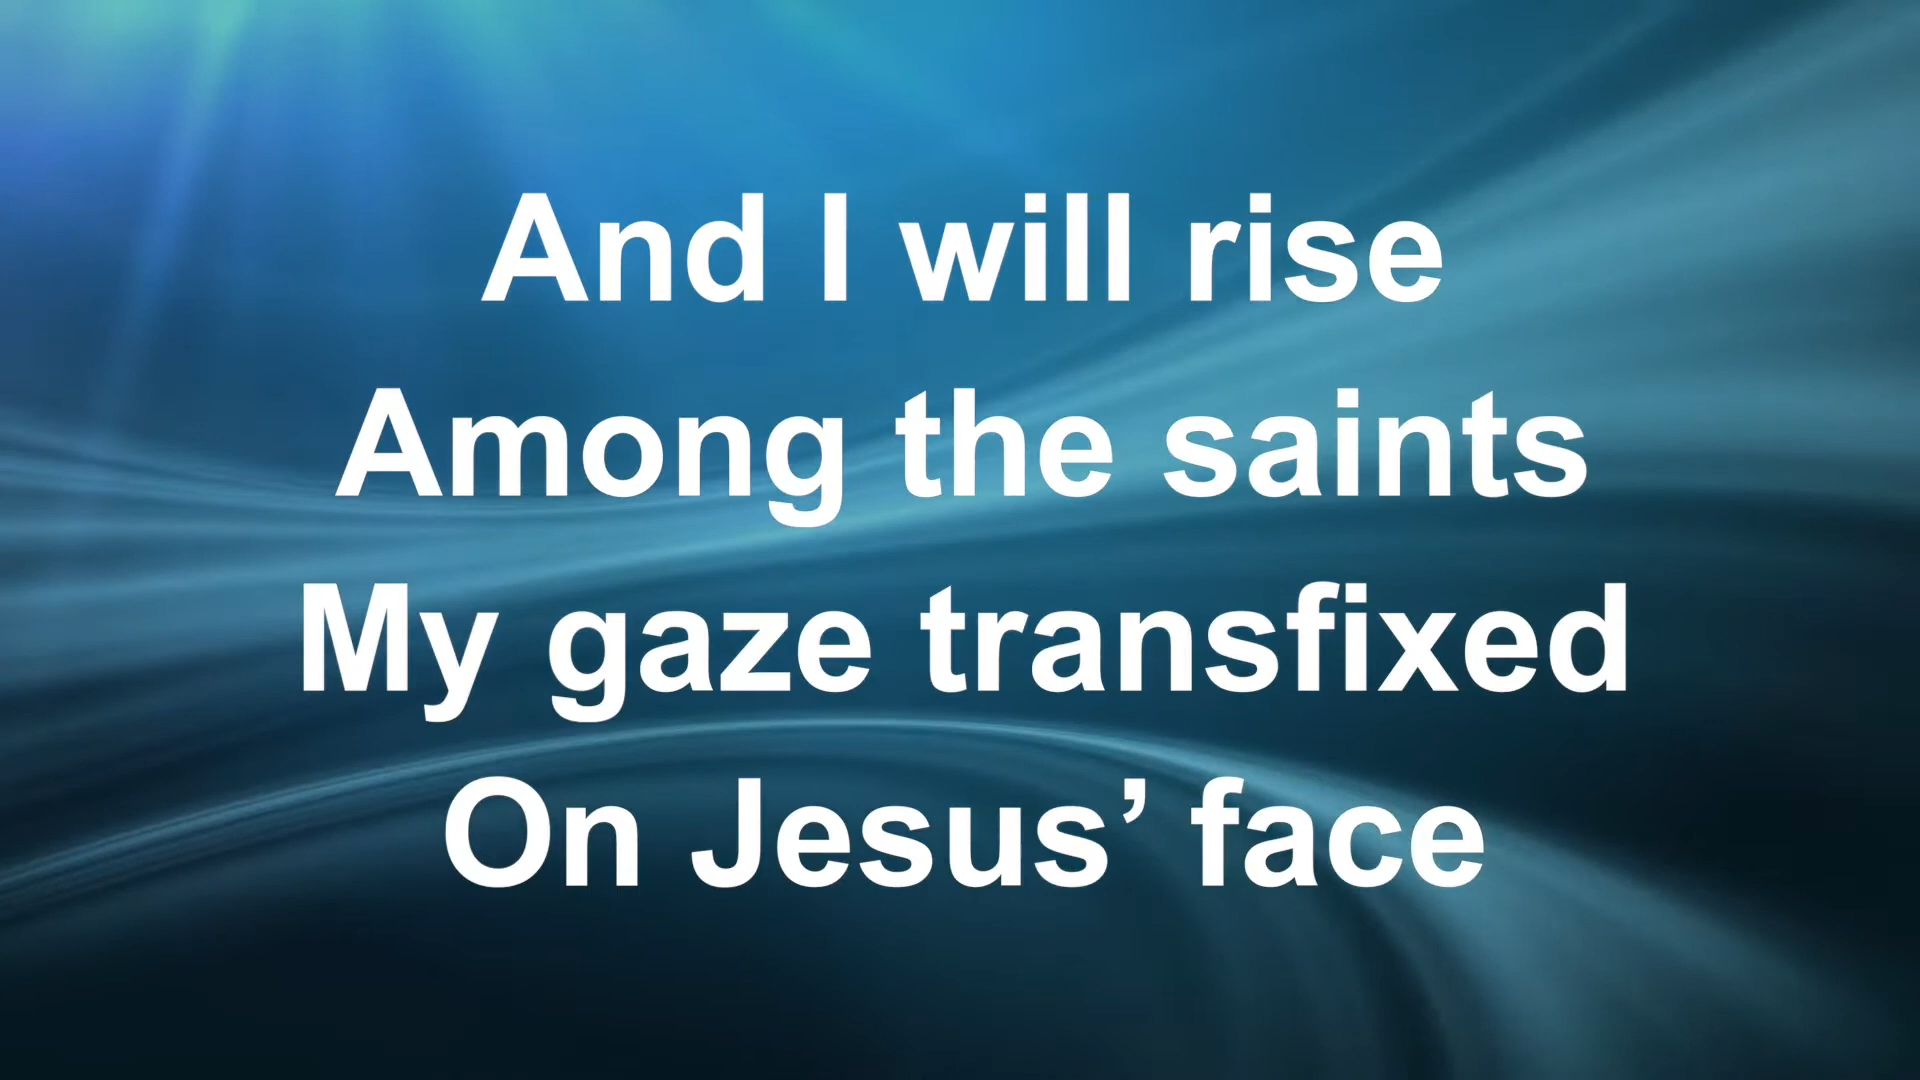 And I will rise
Among the saints
My gaze transfixed
On Jesus’ face